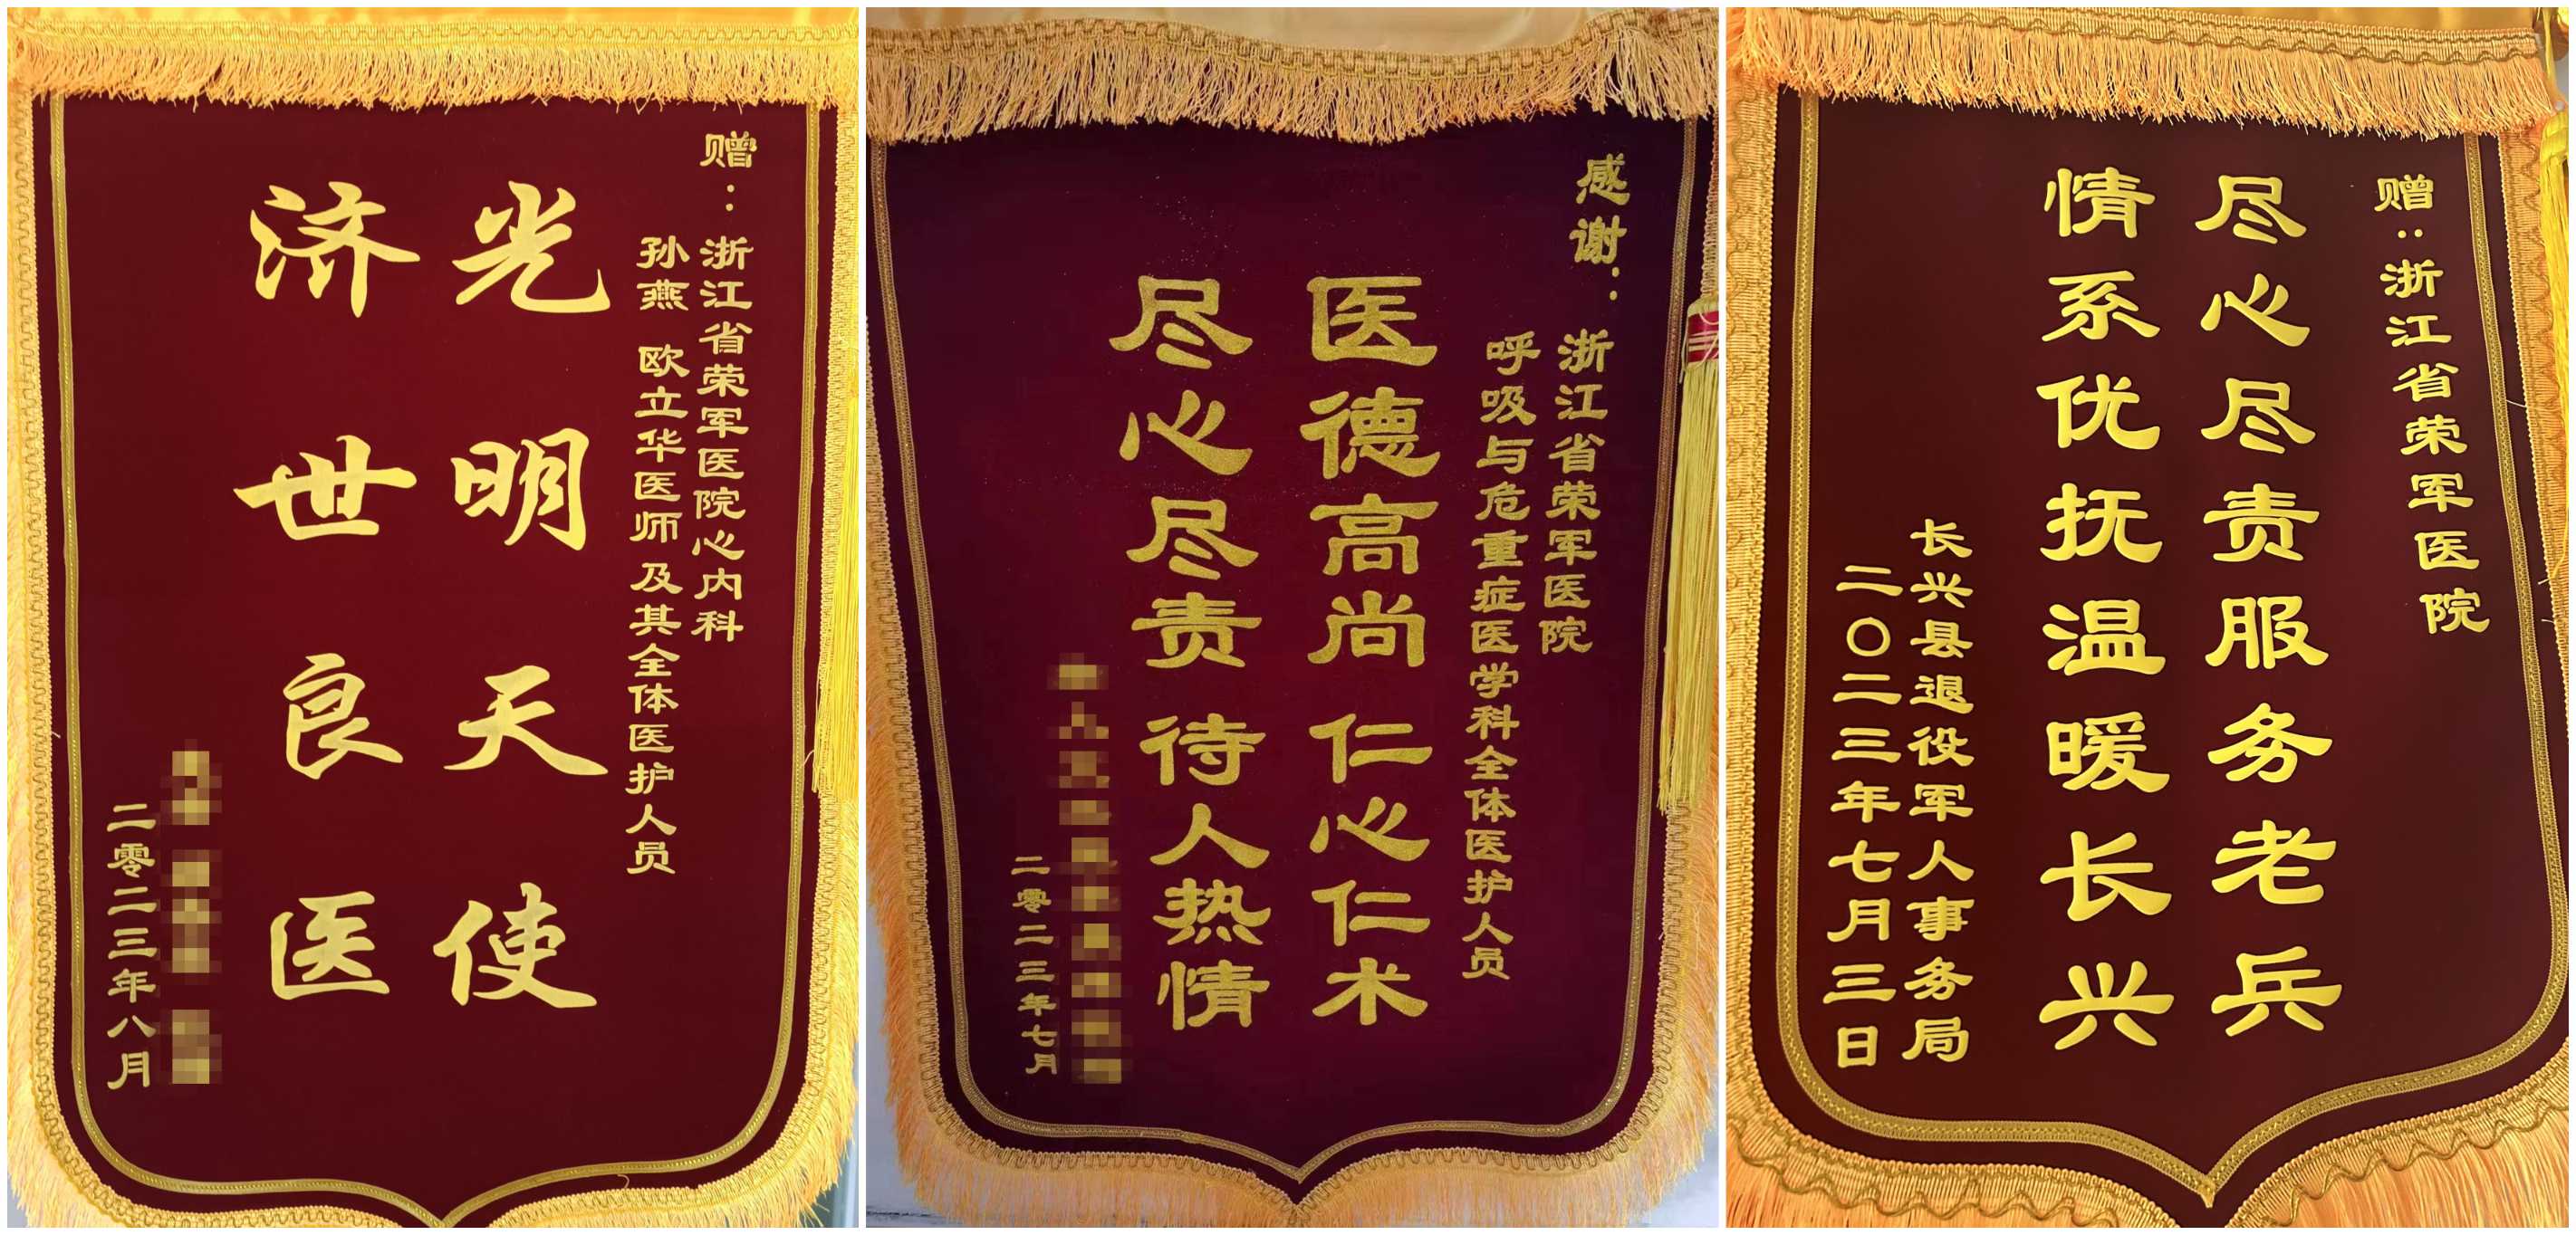 赠：浙江省荣军医院心内科
孙燕 欧立华医师及其全体医护人员
光明天使
济世良医
二零二三年八月
感谢：浙江省荣军医院
呼吸与危重症医学科全体医护人员
医德高尚 仁心仁术
尽心尽责 待人热情
二零二三年七月
赠：浙江省荣军医院
尽心尽责服务老兵
情系优抚温暖长兴
长兴县退役军人事务局
二〇二三年七月三日